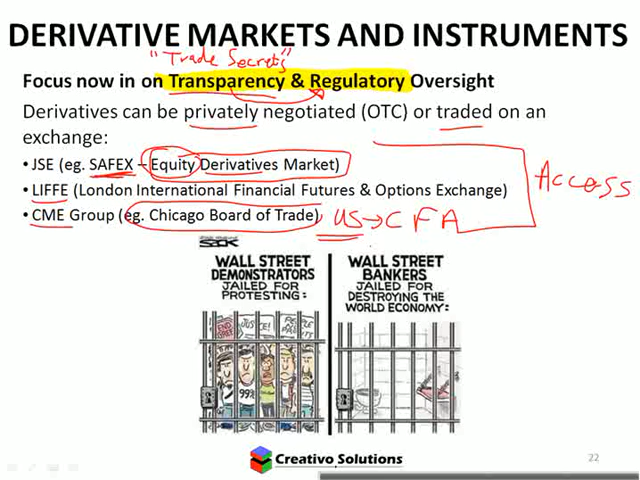 DERIVATIVE MARKETS AND INSTRUMENTS
"Trade Secrets"
Focus now in on Transparency & Regulatory Oversight
Derivatives can be privately negotiated (OTC) or traded on an
exchange:
• JSE (eg. SAFEX – Equity Derivatives Market)
• LIFFE (London International Financial Futures & Options Exchange)
• CME Group (eg. Chicago Board of Trade) US → CFA
Access
WALL STREET
DEMONSTRATORS
JAILED FOR
PROTESTING:
99%
WALL STREET
BANKERS
JAILED FOR
DESTROYING THE
WORLD ECONOMY:
Creativo Solutions
22